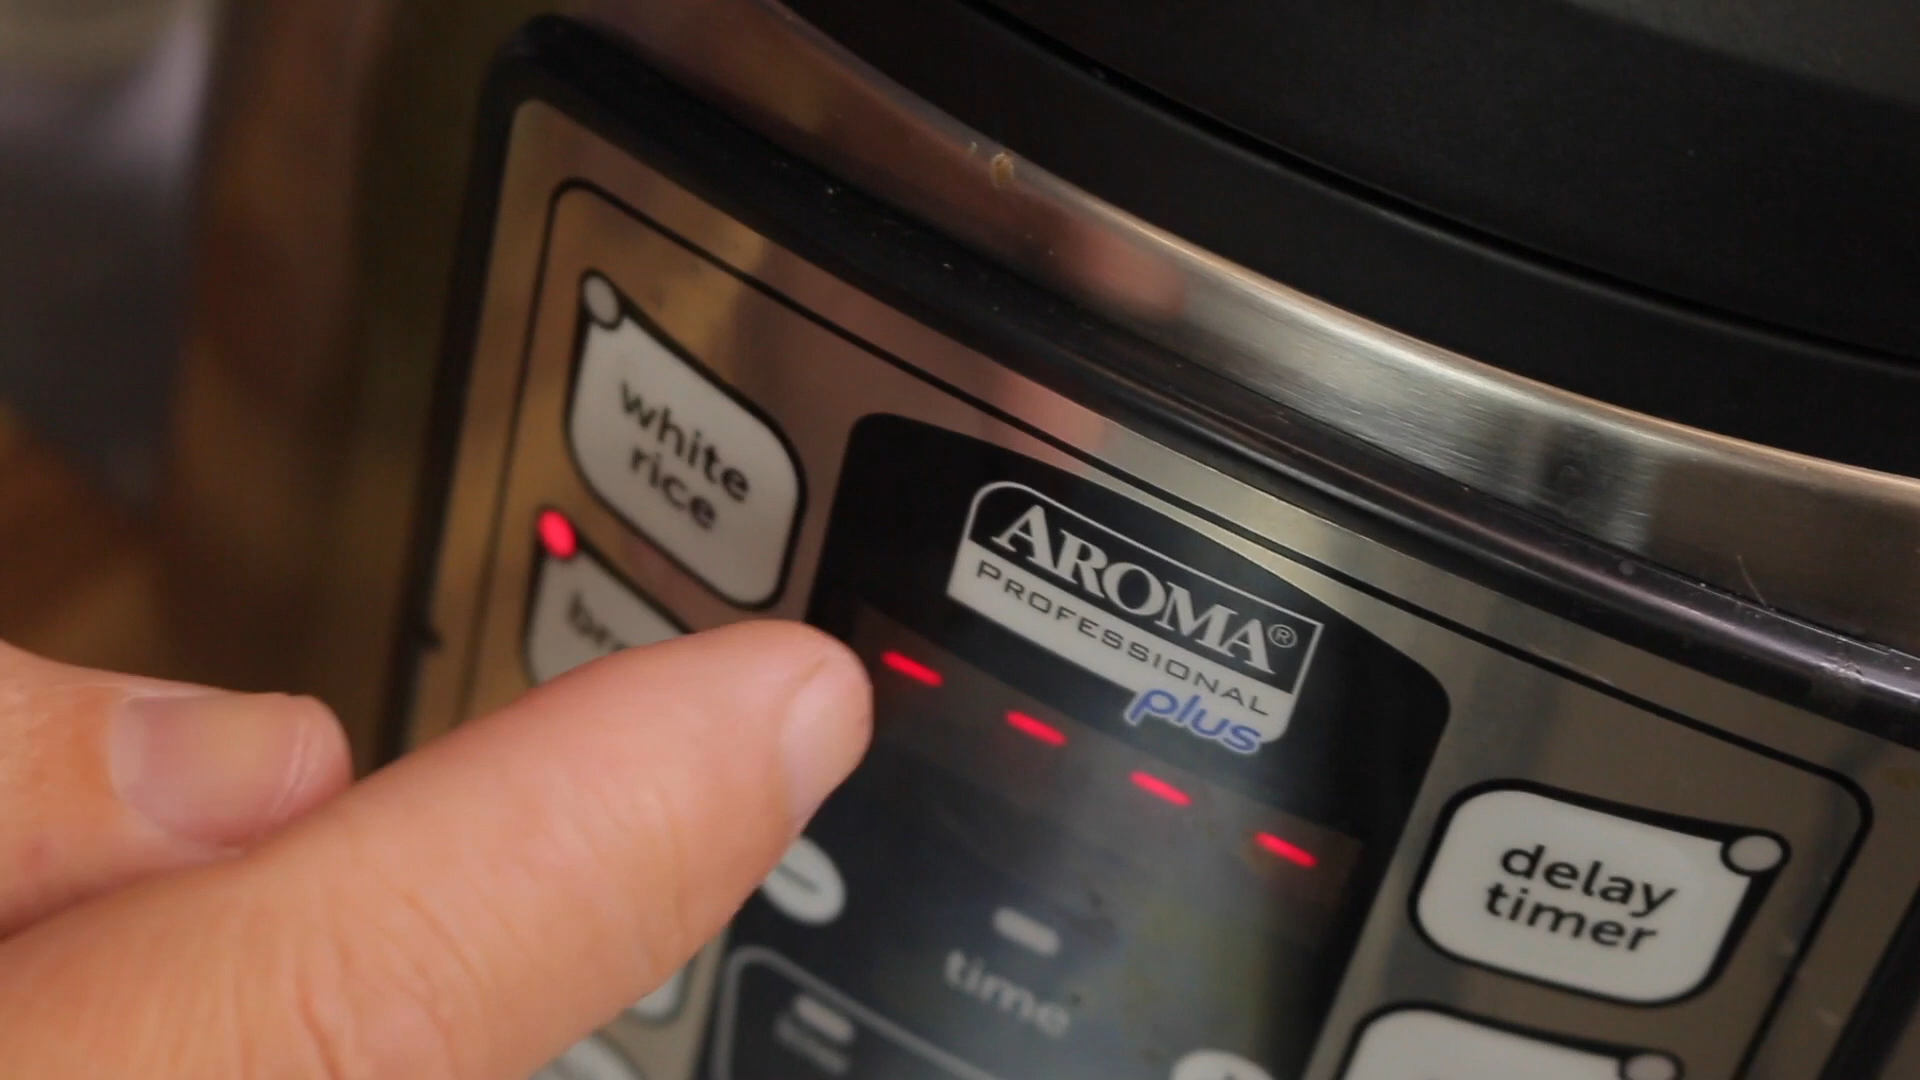 white
rice
AROMA®
PROFESSIONAL
plus
delay
timer
time